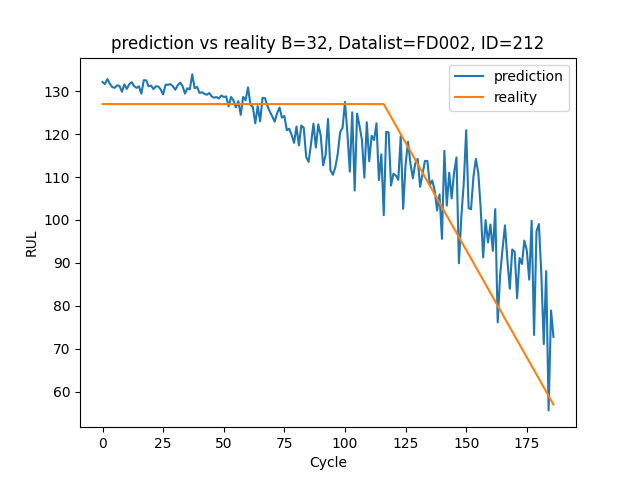 prediction vs reality B=32, Datalist=FD002, ID=212
prediction
reality
RUL
130
120
110
100
90
80
70
60
0 25 50 75 100 125 150 175
Cycle